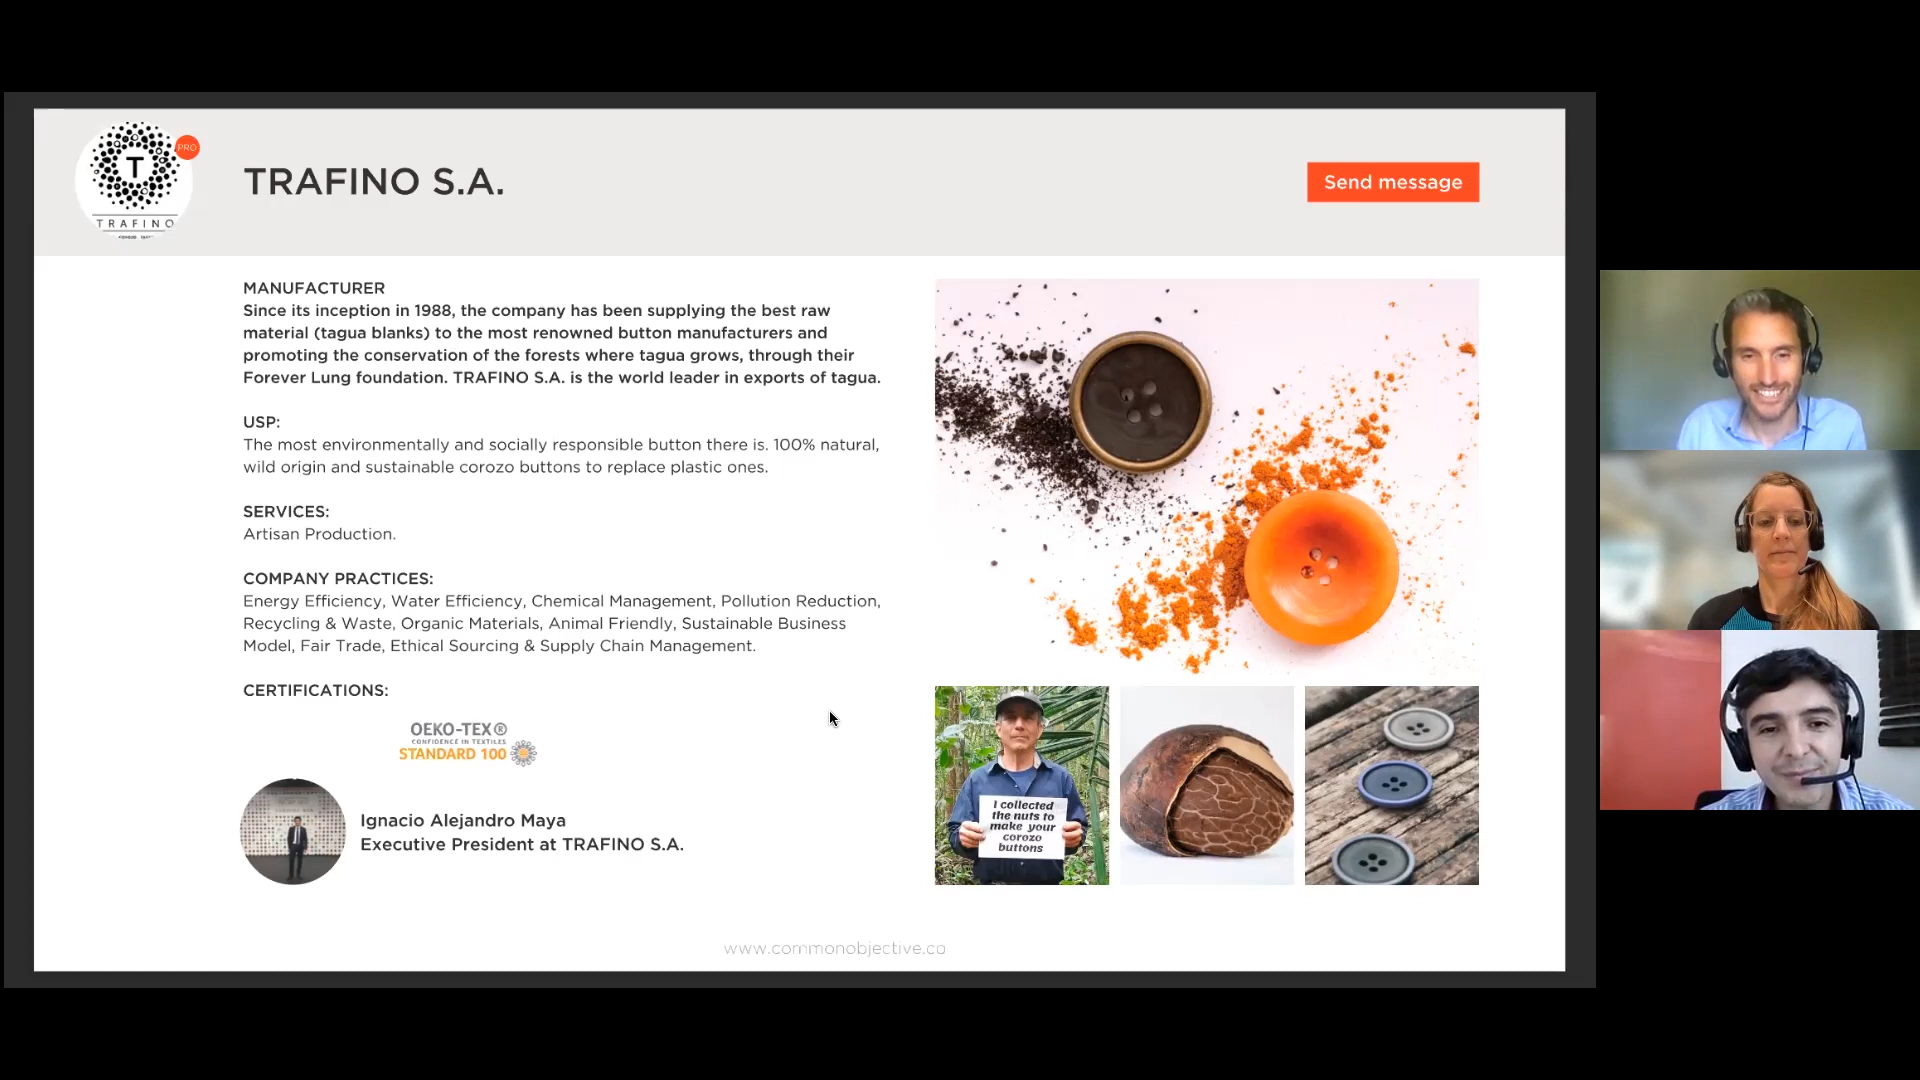 T
TRAFINO
PRO
TRAFINO S.A.
Send message
MANUFACTURER
Since its inception in 1988, the company has been supplying the best raw
material (tagua blanks) to the most renowned button manufacturers and
promoting the conservation of the forests where tagua grows, through their
Forever Lung foundation. TRAFINO S.A. is the world leader in exports of tagua.
USP:
The most environmentally and socially responsible button there is. 100% natural,
wild origin and sustainable corozo buttons to replace plastic ones.
SERVICES:
Artisan Production.
COMPANY PRACTICES:
Energy Efficiency, Water Efficiency, Chemical Management, Pollution Reduction,
Recycling & Waste, Organic Materials, Animal Friendly, Sustainable Business
Model, Fair Trade, Ethical Sourcing & Supply Chain Management.
CERTIFICATIONS:
OEKO-TEX®
CONFIDENCE IN TEXTILES
STANDARD 100
Ignacio Alejandro Maya
Executive President at TRAFINO S.A.
I collected
the nuts to
make your
corozo
buttons
www.commonobjective.co